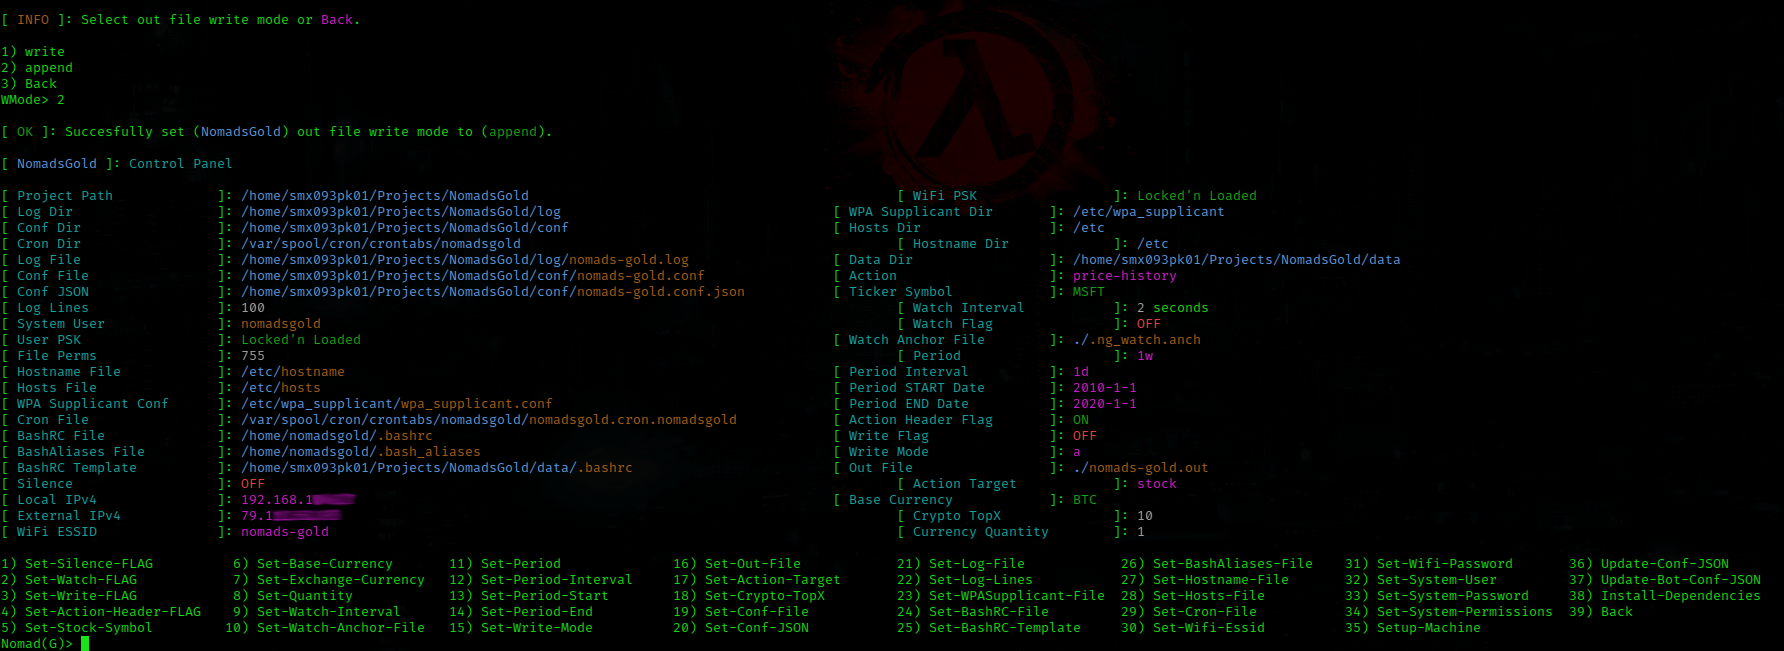 [ INFO ]: Select out file write mode or Back.
1) write
2) append
3) Back
WMode> 2
[ OK ]: Succesfully set (NomadsGold) out file write mode to (append).
[ NomadsGold ]: Control Panel
[ Project Path ]: /home/smx093pk01/Projects/NomadsGold [ WiFi PSK ]: Locked'n Loaded
[ Log Dir ]: /home/smx093pk01/Projects/NomadsGold/log [ WPA Supplicant Dir ]: /etc/wpa_supplicant
[ Conf Dir ]: /home/smx093pk01/Projects/NomadsGold/conf [ Hosts Dir ]: /etc
[ Cron Dir ]: /var/spool/cron/crontabs/nomadsgold [ Hostname Dir ]: /etc
[ Log File ]: /home/smx093pk01/Projects/NomadsGold/log/nomads-gold.log [ Data Dir ]: /home/smx093pk01/Projects/NomadsGold/data
[ Conf File ]: /home/smx093pk01/Projects/NomadsGold/conf/nomads-gold.conf [ Action ]: price-history
[ Conf JSON ]: /home/smx093pk01/Projects/NomadsGold/conf/nomads-gold.conf.json [ Ticker Symbol ]: MSFT
[ Log Lines ]: 100 [ Watch Interval ]: 2 seconds
[ System User ]: nomadsgold [ Watch Flag ]: OFF
[ User PSK ]: Locked'n Loaded [ Watch Anchor File ]: ./.ng_watch.anch
[ File Perms ]: 755 [ Period ]: 1w
[ Hostname File ]: /etc/hostname [ Period Interval ]: 1d
[ Hosts File ]: /etc/hosts [ Period START Date ]: 2010-1-1
[ WPA Supplicant Conf ]: /etc/wpa_supplicant/wpa_supplicant.conf [ Period END Date ]: 2020-1-1
[ Cron File ]: /var/spool/cron/crontabs/nomadsgold/nomadsgold.cron.nomadsgold [ Action Header Flag ]: ON
[ BashRC File ]: /home/nomadsgold/.bashrc [ Write Flag ]: OFF
[ BashAliases File ]: /home/nomadsgold/.bash_aliases [ Write Mode ]: a
[ BashRC Template ]: /home/smx093pk01/Projects/NomadsGold/data/.bashrc [ Out File ]: ./nomads-gold.out
[ Silence ]: OFF [ Action Target ]: stock
[ Local IPv4 ]: 192.168.1 [ Base Currency ]: BTC
[ External IPv4 ]: 79.1 [ Crypto TopX ]: 10
[ WiFi ESSID ]: nomads-gold [ Currency Quantity ]: 1
1) Set-Silence-FLAG 6) Set-Base-Currency 11) Set-Period 16) Set-Out-File 21) Set-Log-File 26) Set-BashAliases-File 31) Set-Wifi-Password 36) Update-Conf-JSON
2) Set-Watch-FLAG 7) Set-Exchange-Currency 12) Set-Period-Interval 17) Set-Action-Target 22) Set-Log-Lines 27) Set-Hostname-File 32) Set-System-User 37) Update-Bot-Conf-JSON
3) Set-Write-FLAG 8) Set-Quantity 13) Set-Period-Start 18) Set-Crypto-TopX 23) Set-WPASupplicant-File 28) Set-Hosts-File 33) Set-System-Password 38) Install-Dependencies
4) Set-Action-Header-FLAG 9) Set-Watch-Interval 14) Set-Period-End 19) Set-Conf-File 24) Set-BashRC-File 29) Set-Cron-File 34) Set-System-Permissions 39) Back
5) Set-Stock-Symbol 10) Set-Watch-Anchor-File 15) Set-Write-Mode 20) Set-Conf-JSON 25) Set-BashRC-Template 30) Set-Wifi-Essid 35) Setup-Machine
Nomad(G)>